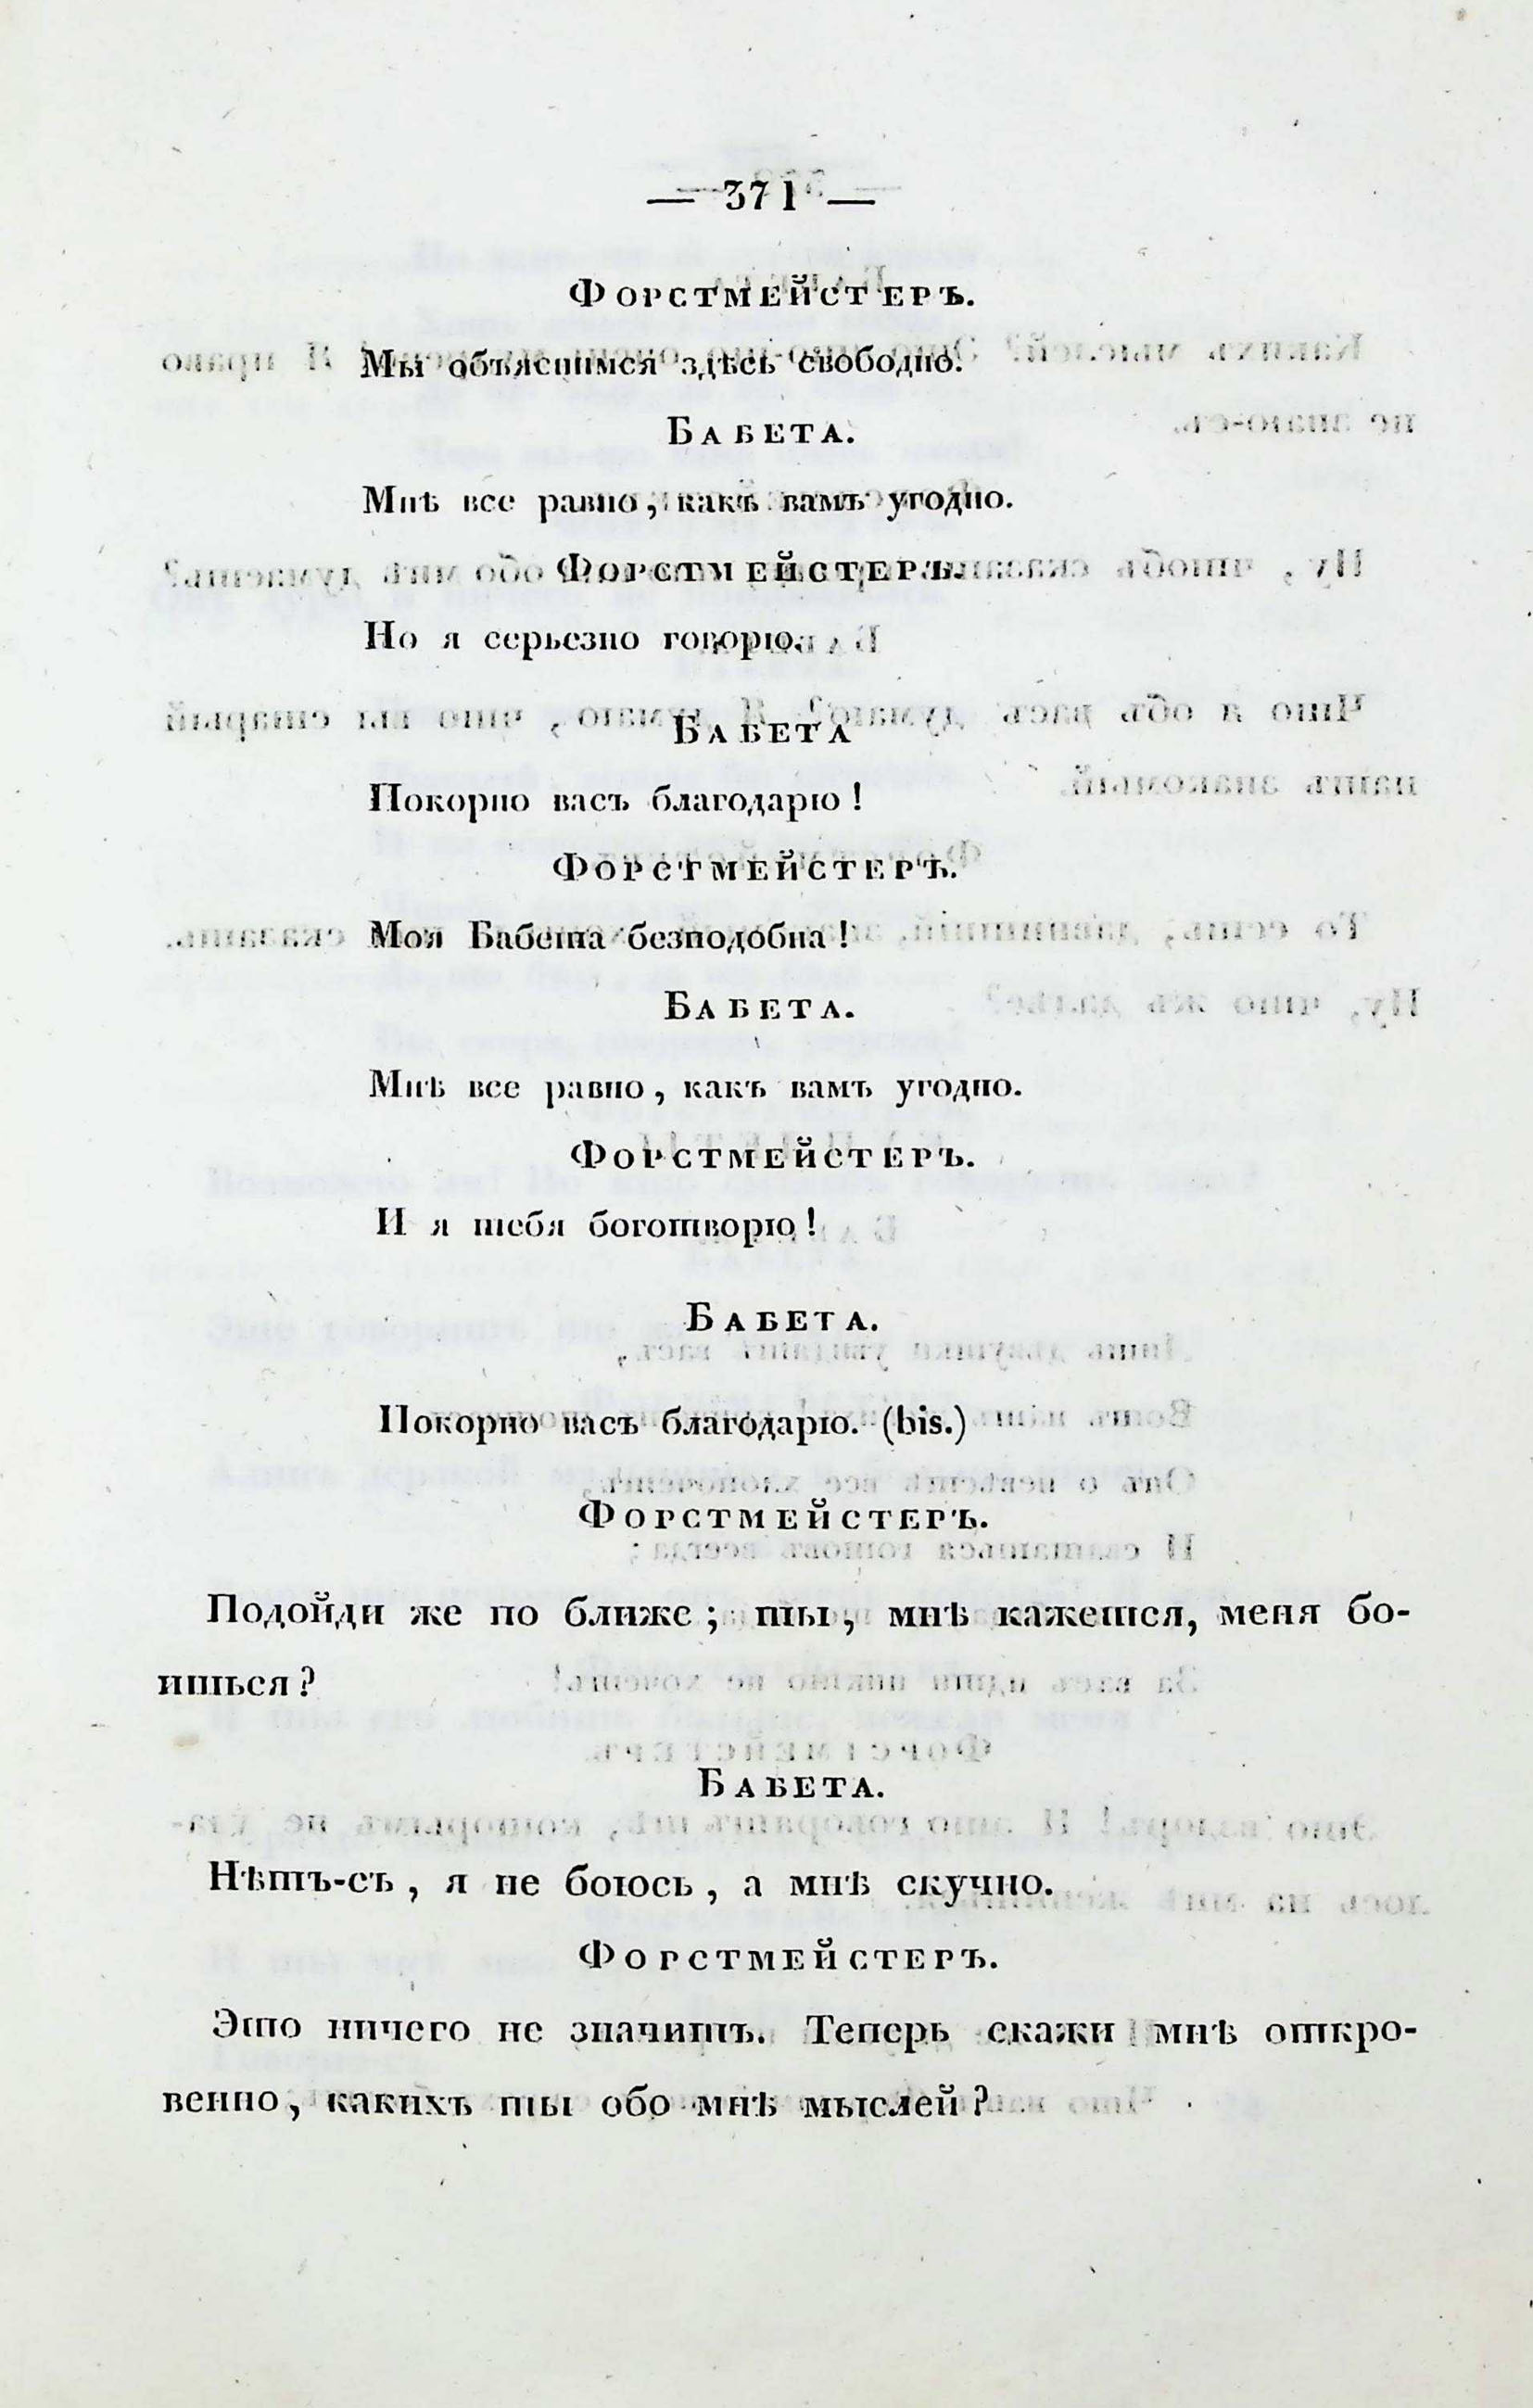 — 371 —
Форстмейстеръ.
Мы объяснимся здѣсь свободно.
Бабета.
Мнѣ все равно, какъ вамъ угодно.
Форстмейстеръ.
Но я серьезно говорю.
Бабета
Покорно васъ благодарю!
Форстмейстеръ.
Моя Бабета безподобна!
Бабета.
Мнѣ все равно, какъ вамъ угодно.
Форстмейстеръ.
И я тебя боготворю!
Бабета.
Покорно васъ благодарю. (bis.)
Форстмейстеръ.
Подойди же по ближе; ты, мнѣ кажется, меня бо-
ишься?
Бабета.
Нѣтъ-съ, я не боюсь, а мнѣ скучно.
Форстмейстеръ.
Это ничего не значитъ. Теперь скажи мнѣ откро-
венно, какихъ ты обо мнѣ мыслей?